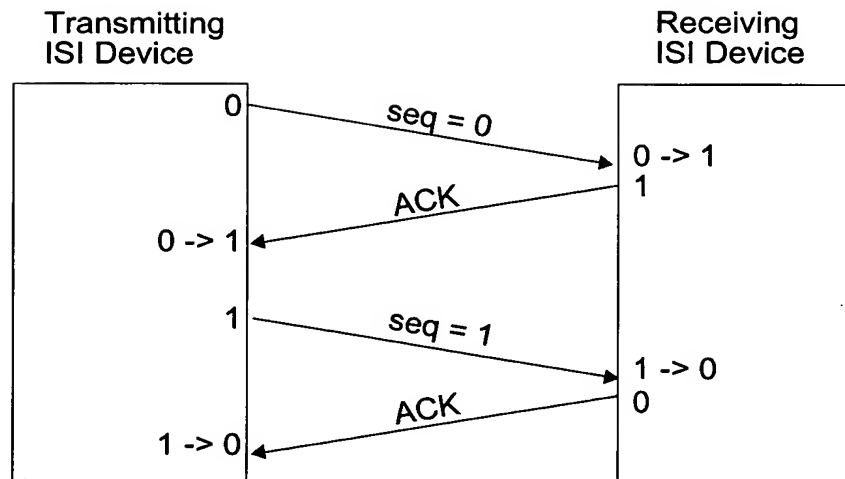 Transmitting
ISI Device
Receiving
ISI Device
0
seq = 0
0 -> 1
1
ACK
0 -> 1
1
seq = 1
1 -> 0
0
ACK
1 -> 0